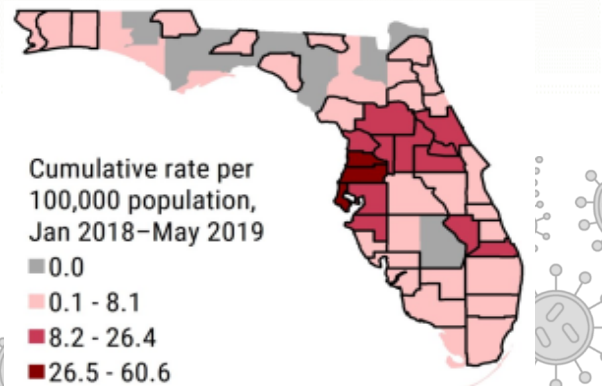 Cumulative rate per
100,000 population,
Jan 2018–May 2019
0.0
0.1 - 8.1
8.2 - 26.4
26.5 - 60.6